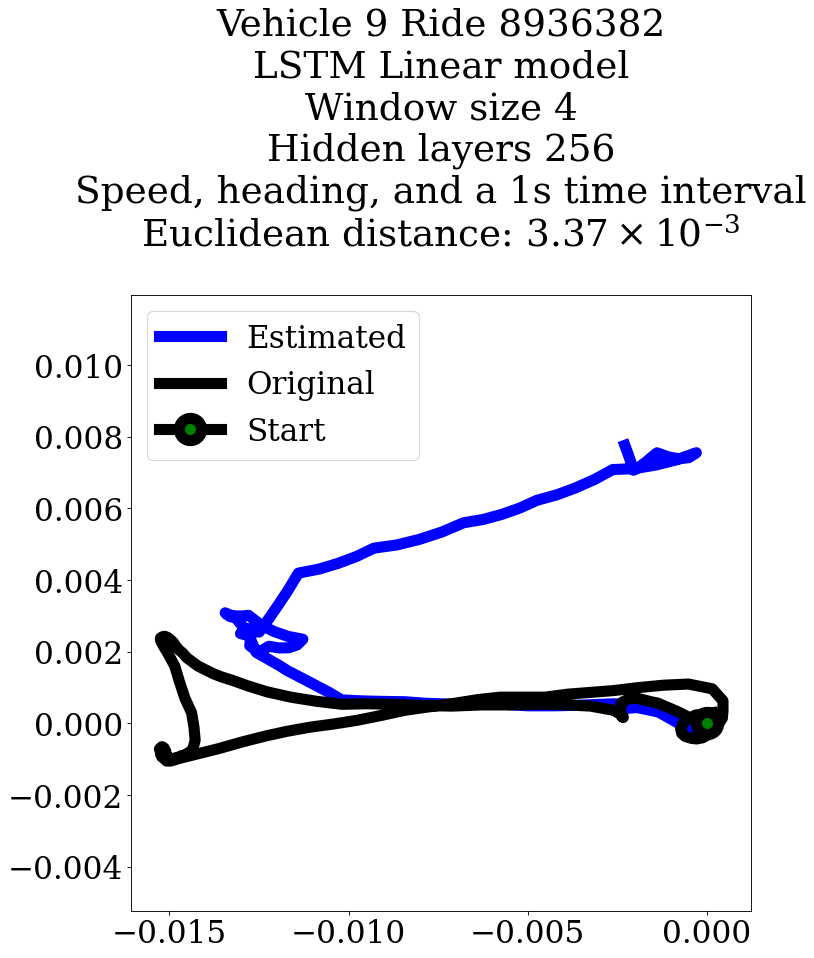 Vehicle 9 Ride 8936382
LSTM Linear model
Window size 4
Hidden layers 256
Speed, heading, and a 1s time interval
Euclidean distance: 3.37 × 10⁻³
Estimated
Original
Start
0.010
0.008
0.006
0.004
0.002
0.000
−0.002
−0.004
−0.015
−0.010
−0.005
0.000